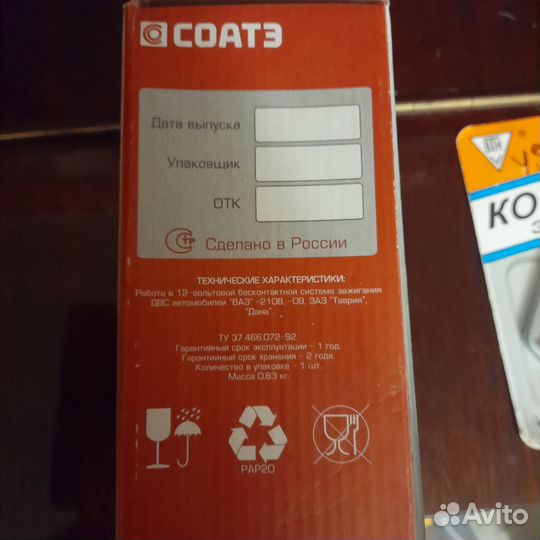 СОАТЭ
Дата выпуска
Упаковщик
ОТК
Сделано в России
ТЕХНИЧЕСКИЕ ХАРАКТЕРИСТИКИ:
Работа в 12-вольтовой бесконтактной системе зажигания
ДВС автомобилей "ВАЗ" -2108, -09. ЗАЗ "Таврия",
"Дана".
ТУ 37.466.072-92.
Гарантийный срок эксплуатации - 1 год.
Гарантийный срок хранения - 2 года.
Количество в упаковке - 1 шт.
Масса 0.83 кг.
PAP20
КО
Avito